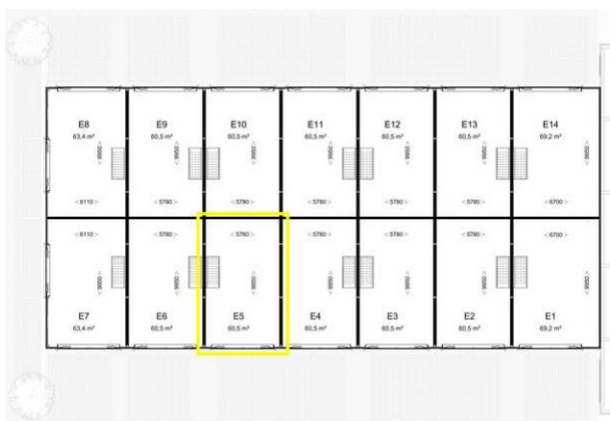 E8 E9 E10 E11 E12 E13 E14
63,4 m² 60,5 m² 60,5 m² 60,5 m² 60,5 m² 60,5 m² 69,2 m²
9950 9950 9950 9950 9950 9950 9950
<6110> <5780> <5780> <5780> <5780> <5780> <6700>
<6110> <5780> <5780> <5780> <5780> <5780> <6700>
9950 9950 9950 9950 9950 9950
E7 E6 E5 E4 E3 E2 E1
63,4 m² 60,5 m² 60,5 m² 60,5 m² 60,5 m² 60,5 m² 69,2 m²